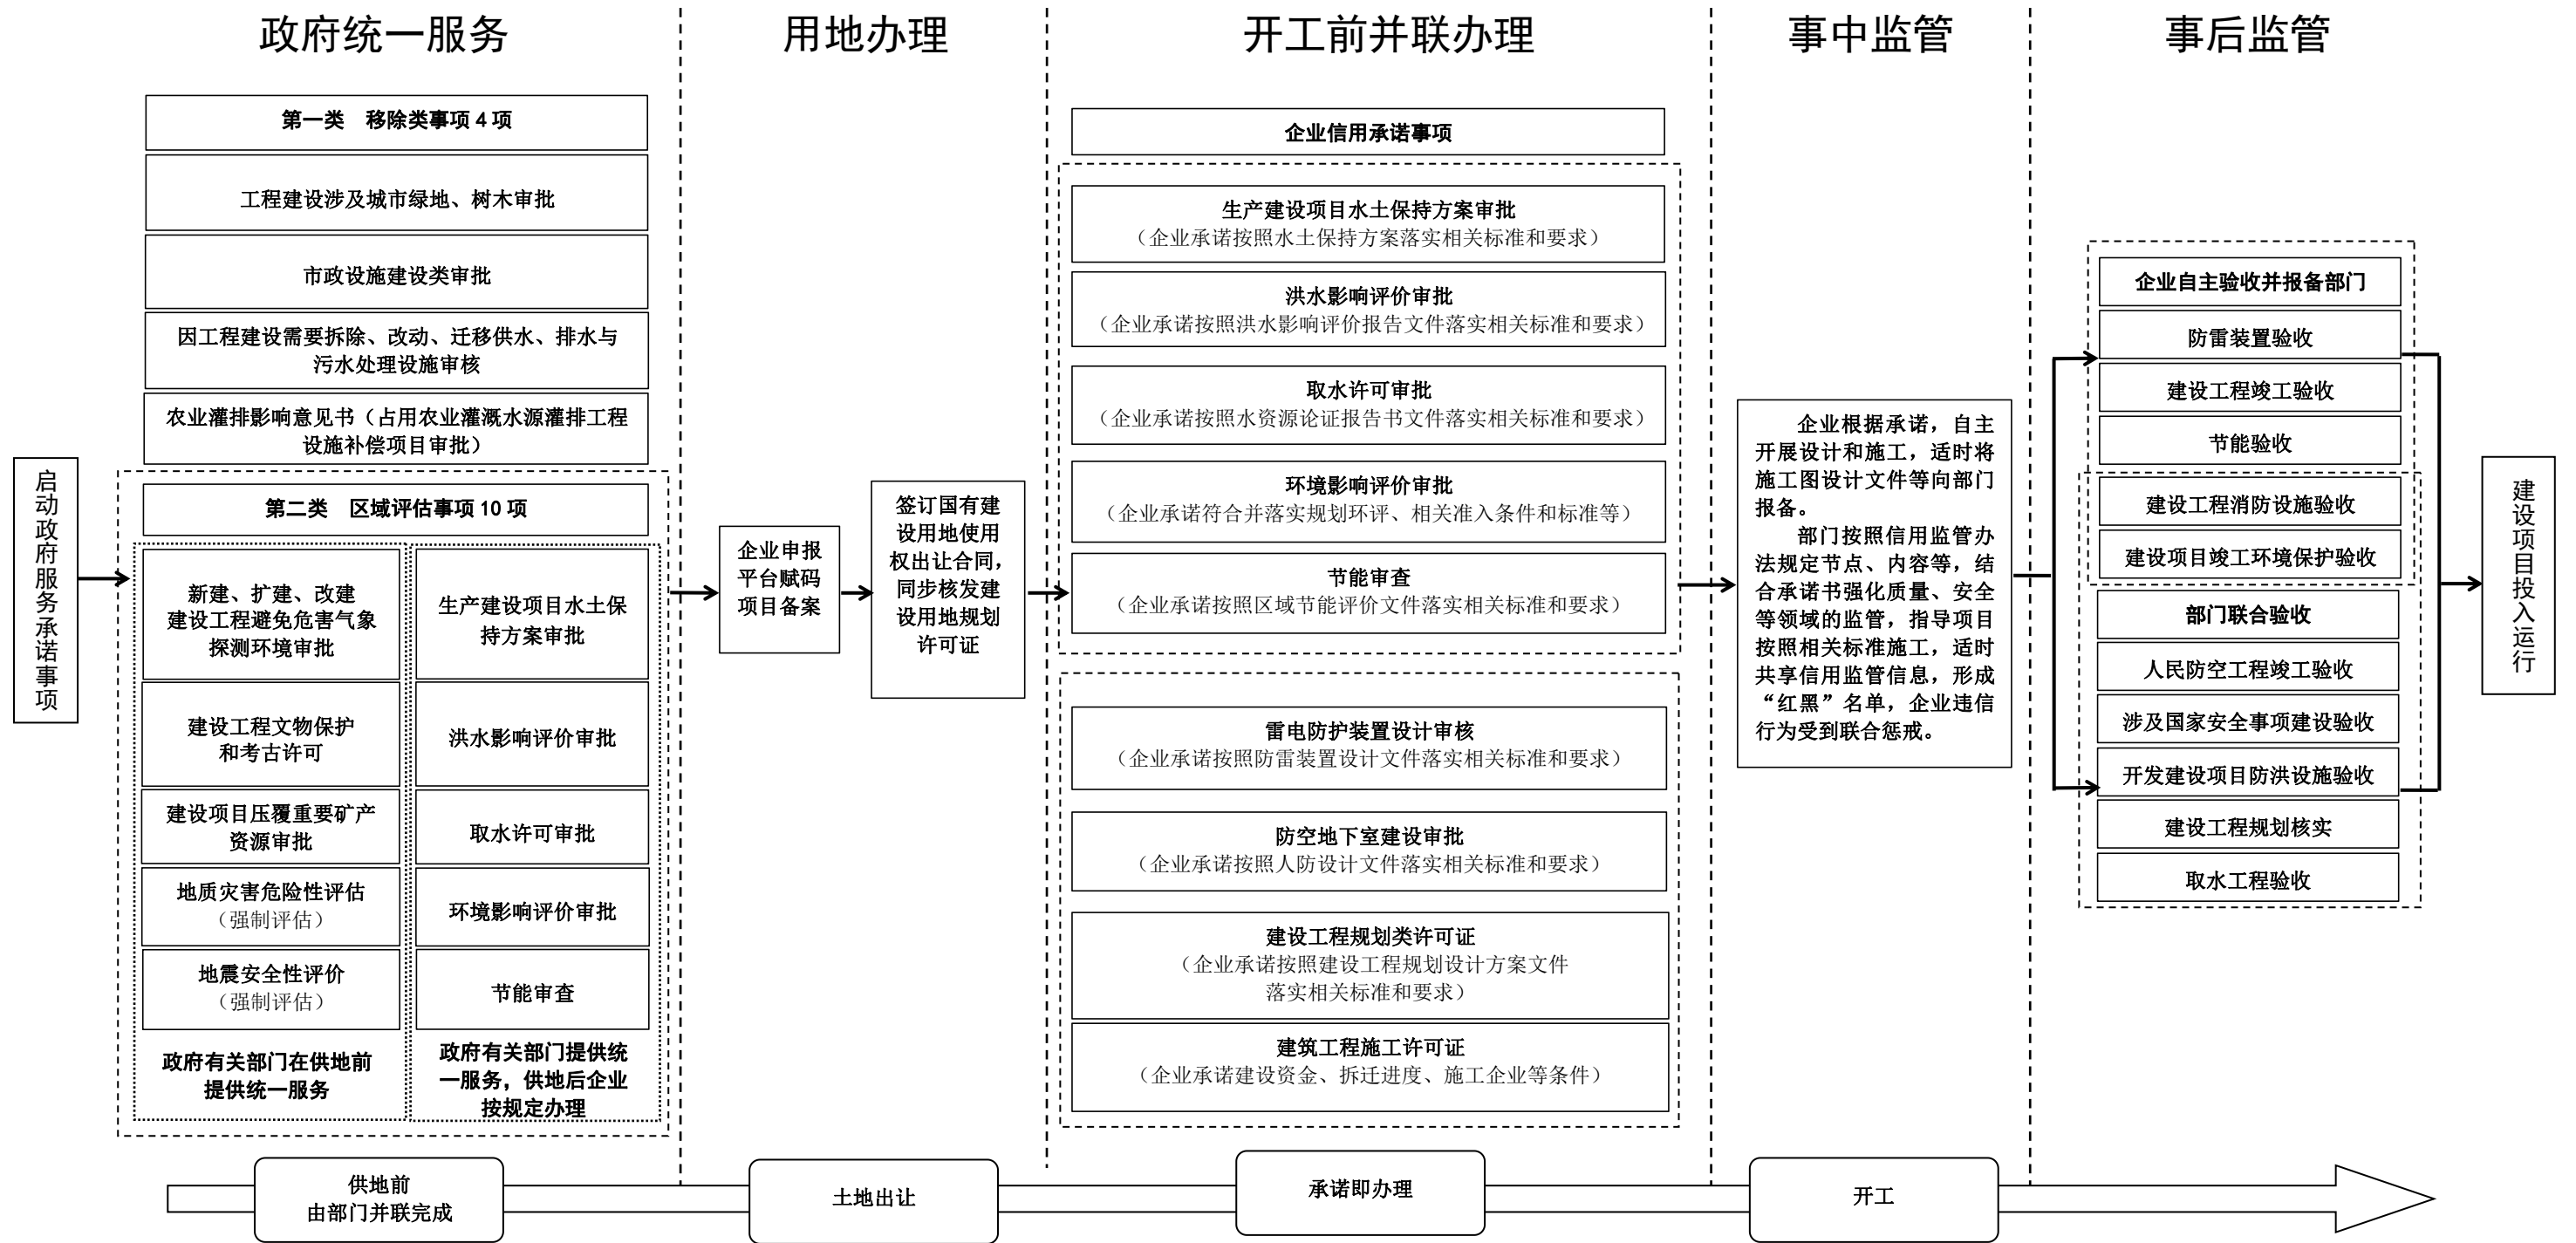 政府统一服务
用地办理
开工前并联办理
事中监管
事后监管
启动政府服务承诺事项
第一类 移除类事项 4 项
工程建设涉及城市绿地、树木审批
市政设施建设类审批
因工程建设需要拆除、改动、迁移供水、排水与
污水处理设施审核
农业灌排影响意见书（占用农业灌溉水源灌排工程
设施补偿项目审批）
第二类 区域评估事项 10 项
新建、扩建、改建
建设工程避免危害气象
探测环境审批
建设工程文物保护
和考古许可
建设项目压覆重要矿产
资源审批
地质灾害危险性评估
（强制评估）
地震安全性评价
（强制评估）
政府有关部门在供地前
提供统一服务
生产建设项目水土保
持方案审批
洪水影响评价审批
取水许可审批
环境影响评价审批
节能审查
政府有关部门提供统
一服务，供地后企业
按规定办理
企业申报
平台赋码
项目备案
签订国有建
设用地使用
权出让合同，
同步核发建
设用地规划
许可证
企业信用承诺事项
生产建设项目水土保持方案审批
（企业承诺按照水土保持方案落实相关标准和要求）
洪水影响评价审批
（企业承诺按照洪水影响评价报告文件落实相关标准和要求）
取水许可审批
（企业承诺按照水资源论证报告书文件落实相关标准和要求）
环境影响评价审批
（企业承诺符合并落实规划环评、相关准入条件和标准等）
节能审查
（企业承诺按照区域节能评价文件落实相关标准和要求）
雷电防护装置设计审核
（企业承诺按照防雷装置设计文件落实相关标准和要求）
防空地下室建设审批
（企业承诺按照人防设计文件落实相关标准和要求）
建设工程规划类许可证
（企业承诺按照建设工程规划设计方案文件
落实相关标准和要求）
建筑工程施工许可证
（企业承诺建设资金、拆迁进度、施工企业等条件）
企业根据承诺，自主
开展设计和施工，适时将
施工图设计文件等向部门
报备。
部门按照信用监管办
法规定节点、内容等，结
合承诺书强化质量、安全
等领域的监管，指导项目
按照相关标准施工，适时
共享信用监管信息，形成
“红黑”名单，企业违信
行为受到联合惩戒。
企业自主验收并报备部门
防雷装置验收
建设工程竣工验收
节能验收
建设工程消防设施验收
建设项目竣工环境保护验收
部门联合验收
人民防空工程竣工验收
涉及国家安全事项建设验收
开发建设项目防洪设施验收
建设工程规划核实
取水工程验收
建设项目投入运行
供地前
由部门并联完成
土地出让
承诺即办理
开工